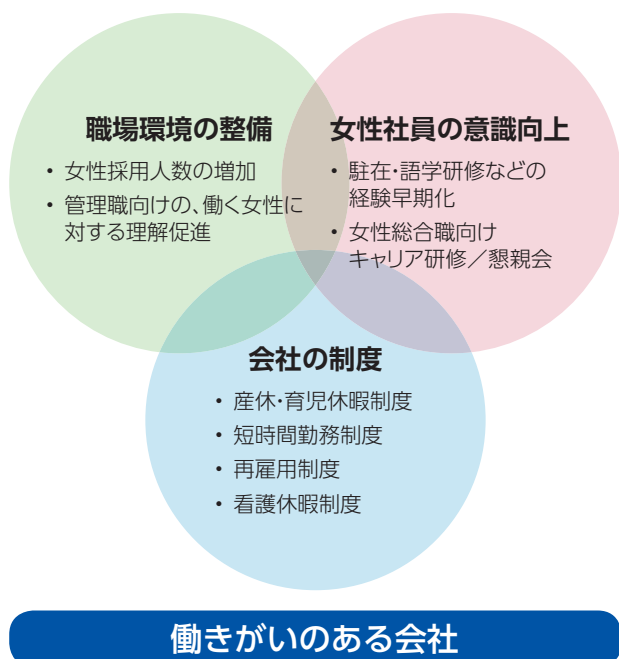 職場環境の整備
・ 女性採用人数の増加
・ 管理職向けの、働く女性に
対する理解促進
女性社員の意識向上
・ 駐在・語学研修などの
経験早期化
・ 女性総合職向け
キャリア研修／懇親会
会社の制度
・ 産休・育児休暇制度
・ 短時間勤務制度
・ 再雇用制度
・ 看護休暇制度
働きがいのある会社